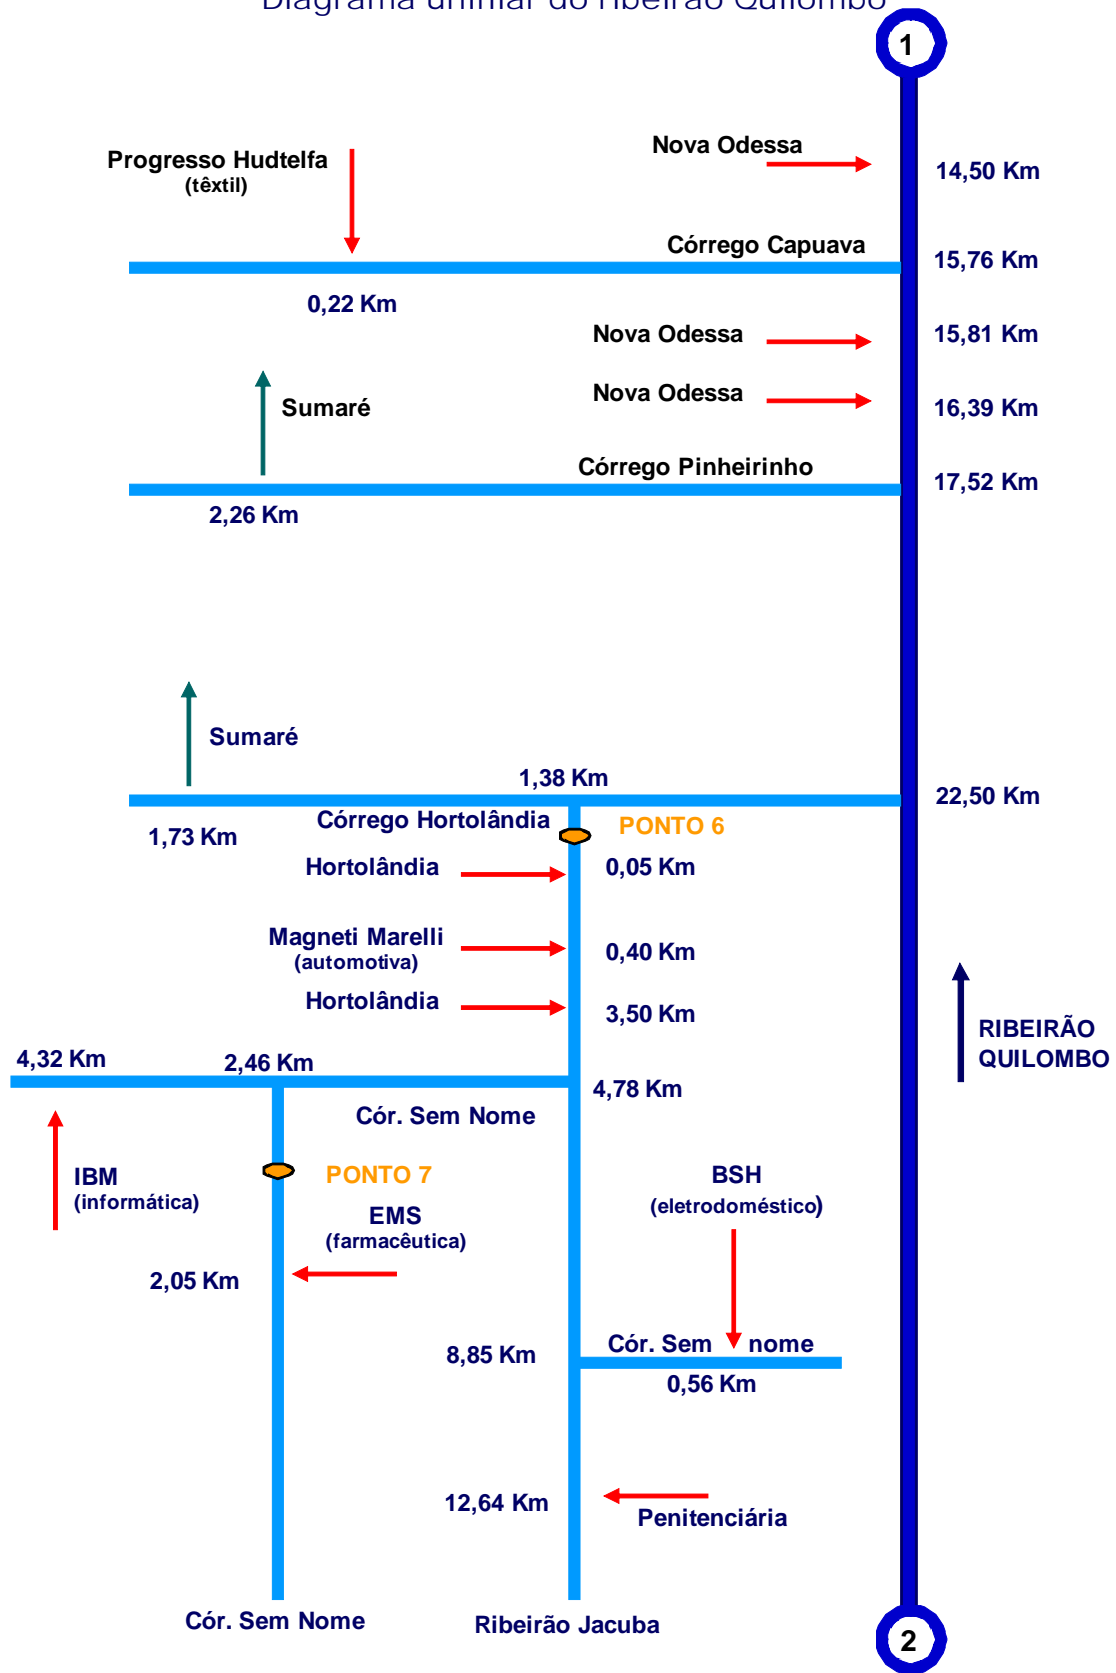 Diagrama unifilar do ribeirão Quilombo
1
Nova Odessa
14,50 Km
Progresso Hudtelfa
(têxtil)
Córrego Capuava
15,76 Km
0,22 Km
Nova Odessa
15,81 Km
Nova Odessa
16,39 Km
Sumaré
Córrego Pinheirinho
17,52 Km
2,26 Km
Sumaré
1,38 Km
22,50 Km
1,73 Km
Córrego Hortolândia
PONTO 6
Hortolândia
0,05 Km
Magneti Marelli
(automotiva)
0,40 Km
Hortolândia
3,50 Km
RIBEIRÃO
QUILOMBO
4,32 Km
2,46 Km
4,78 Km
Cór. Sem Nome
IBM
(informática)
PONTO 7
EMS
(farmacêutica)
BSH
(eletrodoméstico)
2,05 Km
8,85 Km
Cór. Sem nome
0,56 Km
12,64 Km
Penitenciária
Cór. Sem Nome
Ribeirão Jacuba
2